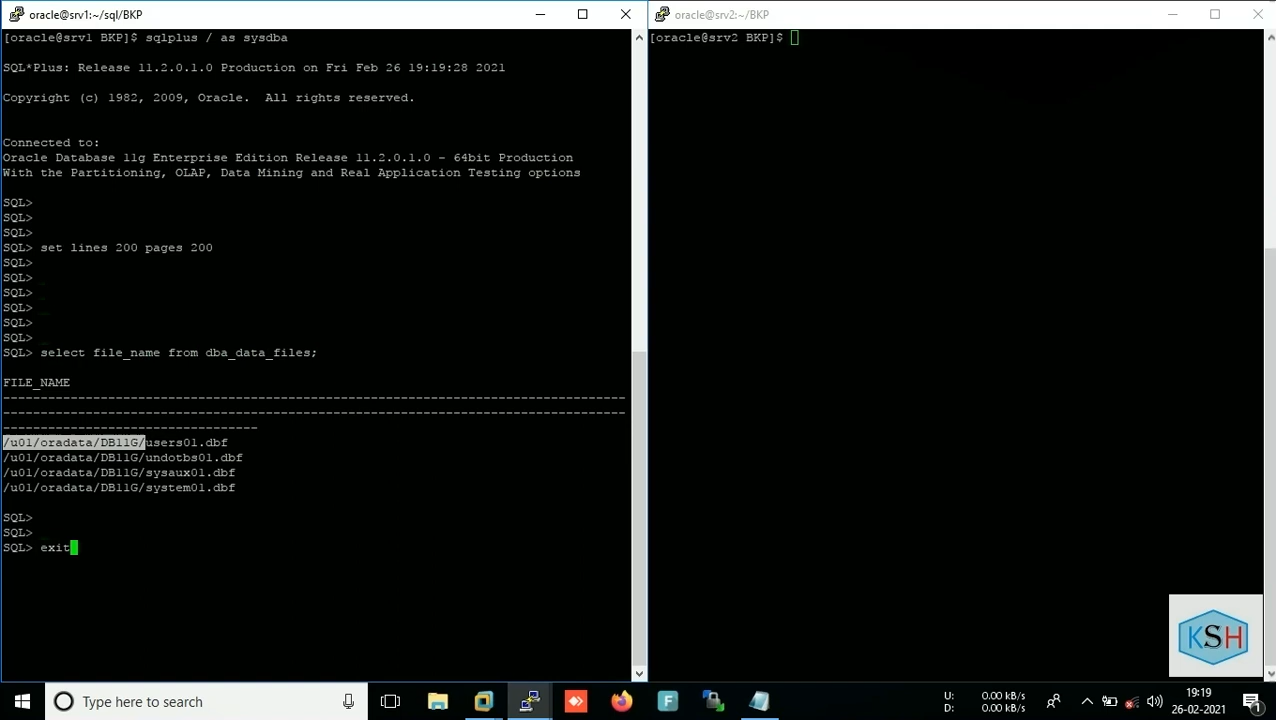 oracle@srv1:~/sql/BKP
[oracle@srv1 BKP]$ sqlplus / as sysdba
SQL*Plus: Release 11.2.0.1.0 Production on Fri Feb 26 19:19:28 2021
Copyright (c) 1982, 2009, Oracle.  All rights reserved.
Connected to:
Oracle Database 11g Enterprise Edition Release 11.2.0.1.0 - 64bit Production
With the Partitioning, OLAP, Data Mining and Real Application Testing options
SQL>
SQL>
SQL>
SQL> set lines 200 pages 200
SQL>
SQL>
SQL>
SQL>
SQL>
SQL>
SQL> select file_name from dba_data_files;
FILE_NAME
-----------------------------------------------------------------------------------
-----------------------------------------------------------------------------------
----------------------------------
/u01/oradata/DB11G/users01.dbf
/u01/oradata/DB11G/undotbs01.dbf
/u01/oradata/DB11G/sysaux01.dbf
/u01/oradata/DB11G/system01.dbf
SQL>
SQL>
SQL> exit
oracle@srv2:~/BKP
[oracle@srv2 BKP]$
KSH
Type here to search
F
U: 0.00 kB/s
D: 0.00 kB/s
19:19
26-02-2021
1